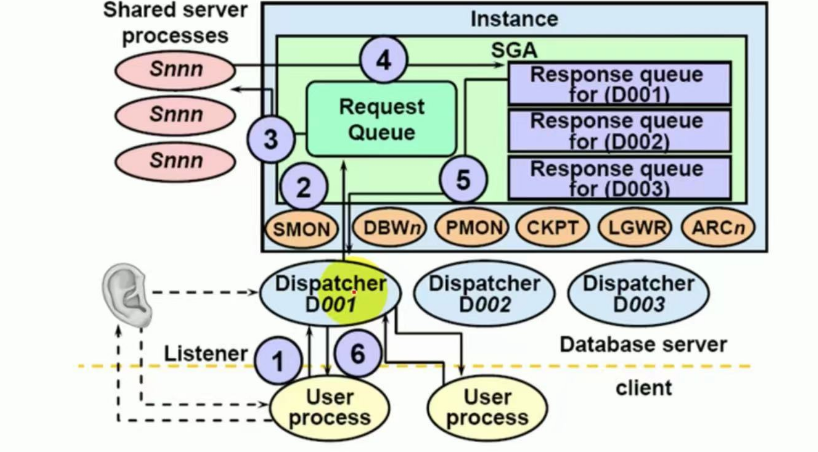 Shared server
processes
Instance
SGA
Snnn
Snnn
Snnn
4
Request
Queue
3
2
5
Response queue
for (D001)
Response queue
for (D002)
Response queue
for (D003)
SMON
DBWn
PMON
CKPT
LGWR
ARCn
Dispatcher
D001
Dispatcher
D002
Dispatcher
D003
Listener
1
6
Database server
client
User
process
User
process